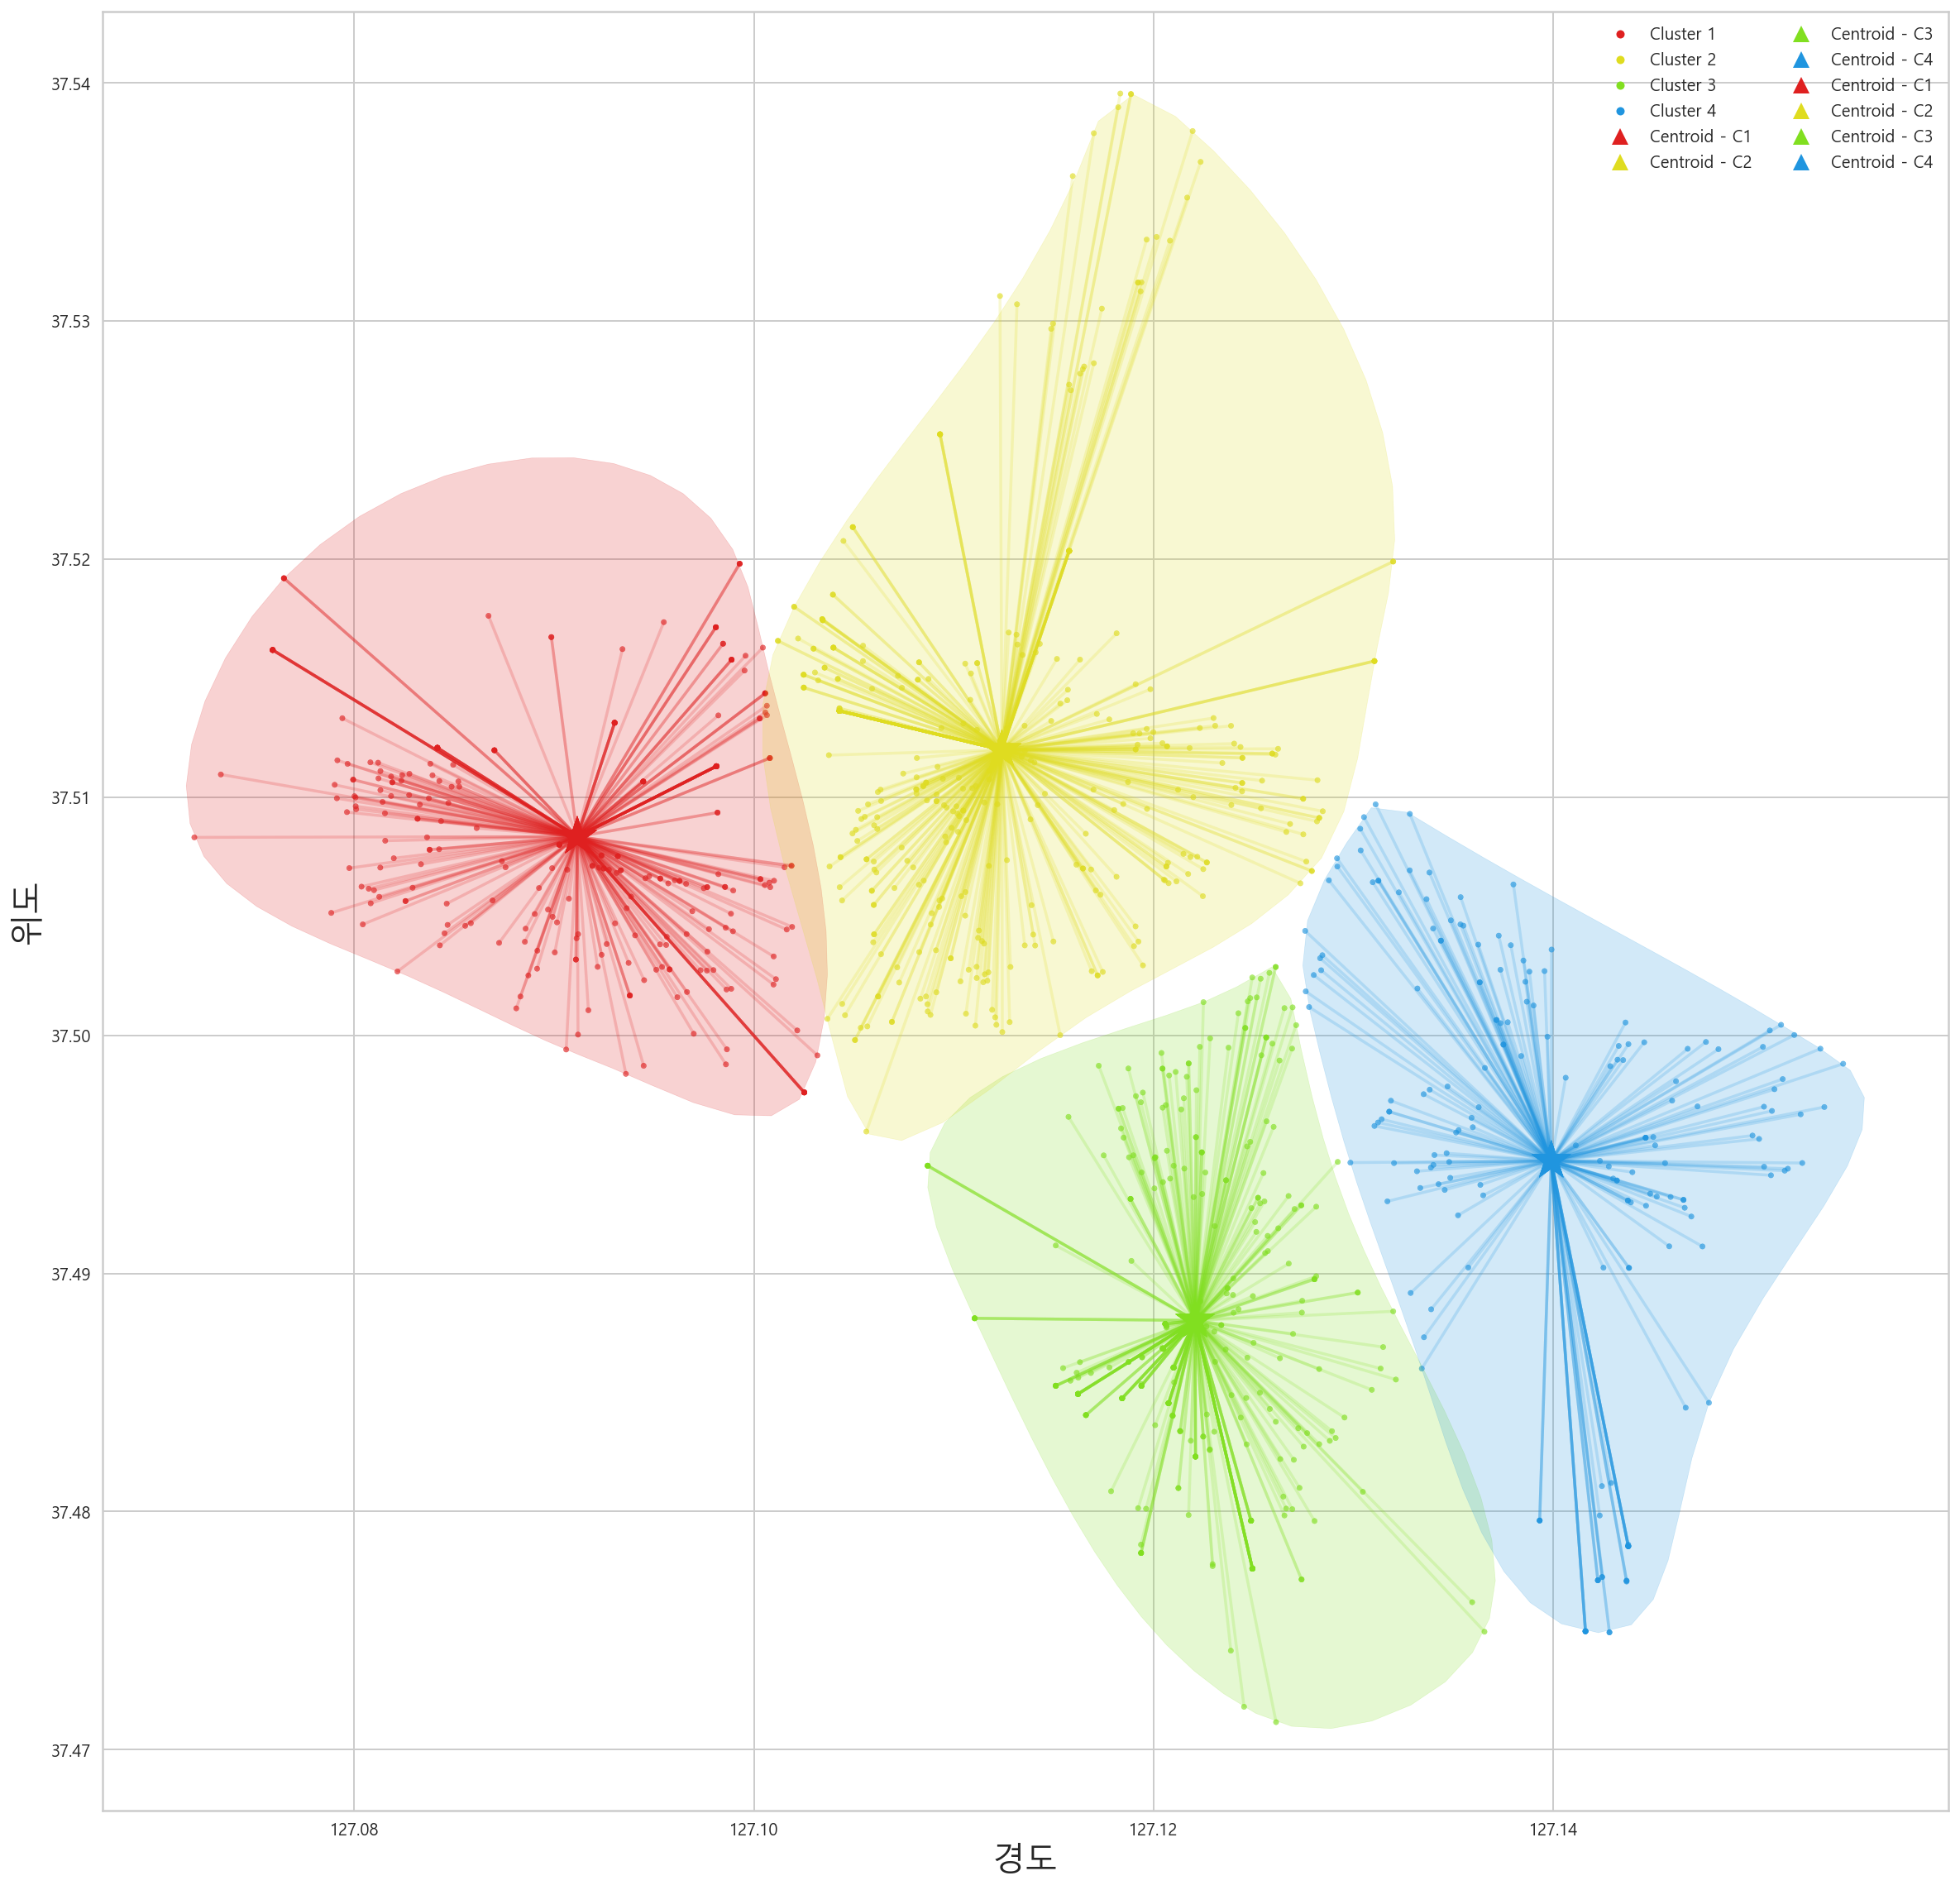 Cluster 1
Cluster 2
Cluster 3
Cluster 4
Centroid - C1
Centroid - C2
Centroid - C3
Centroid - C4
Centroid - C1
Centroid - C2
Centroid - C3
Centroid - C4
37.54
37.53
37.52
37.51
37.50
37.49
37.48
37.47
위도
127.08
127.10
127.12
127.14
경도